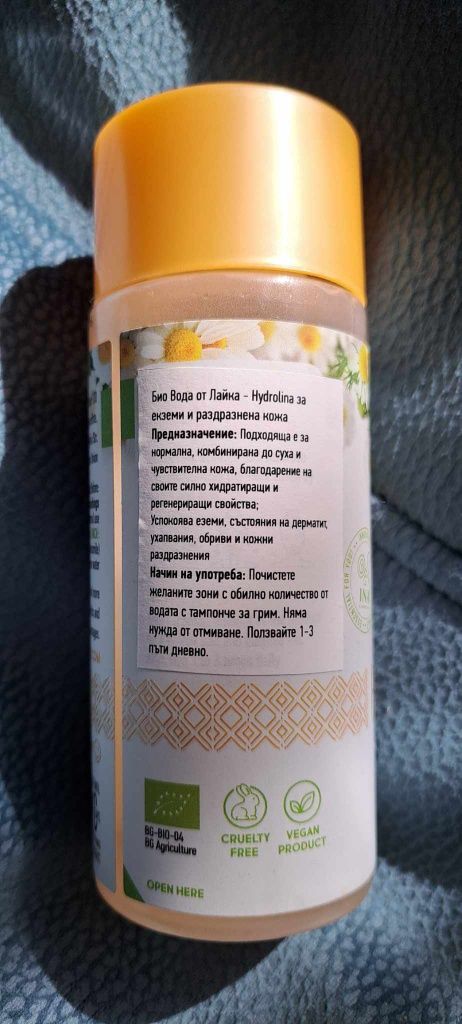 Био Вода от Лайка - Hydrolina за
екземи и раздразнена кожа
Предназначение: Подходяща е за
нормална, комбинирана до суха и
чувствителна кожа, благодарение на
своите силно хидратиращи и
регенериращи свойства;
Успокоява еземи, състояния на дерматит,
ухапвания, обриви и кожни
раздразнения
Начин на употреба: Почистете
желаните зони с обилно количество от
водата с тампонче за грим. Няма
нужда от отмиване. Ползвайте 1-3
пъти дневно.
BG-BIO-04
BG Agriculture
CRUELTY
FREE
VEGAN
PRODUCT
OPEN HERE